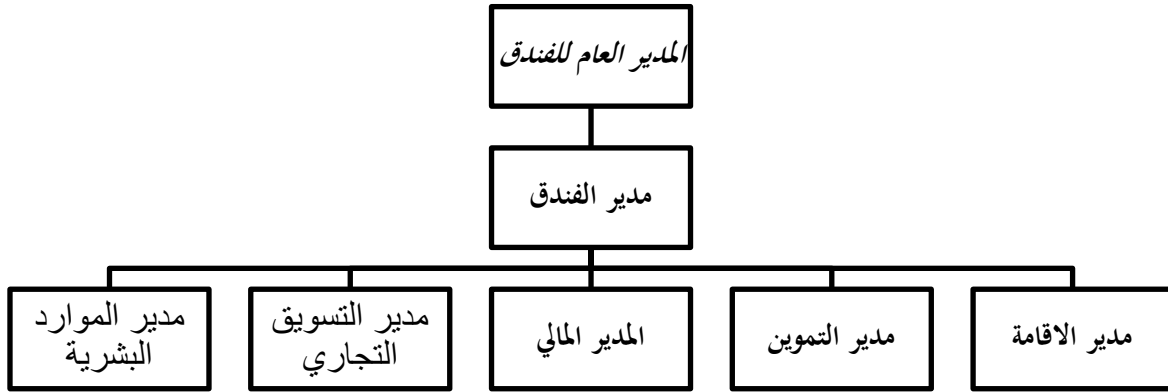 المدير العام للفندق
مدير الفندق
مدير الاقامة
مدير التموين
المدير المالي
مدير التسويق
التجاري
مدير الموارد
البشرية